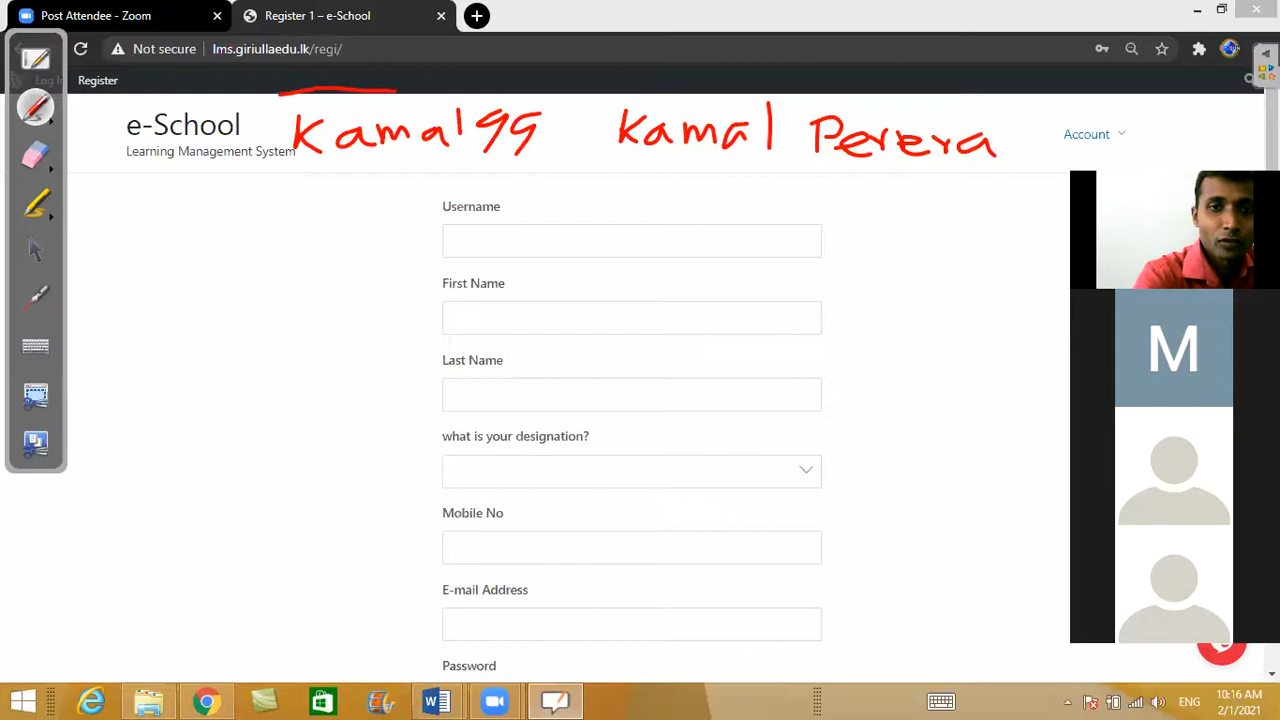 Post Attendee - Zoom
Register 1 – e-School
Not secure
lms.giriullaedu.lk/regi/
Log In
Register
e-School
Learning Management System
Kamal99 Kamal Perera
Account
Username
First Name
Last Name
what is your designation?
Mobile No
E-mail Address
Password
M
ENG
10:16 AM
2/1/2021